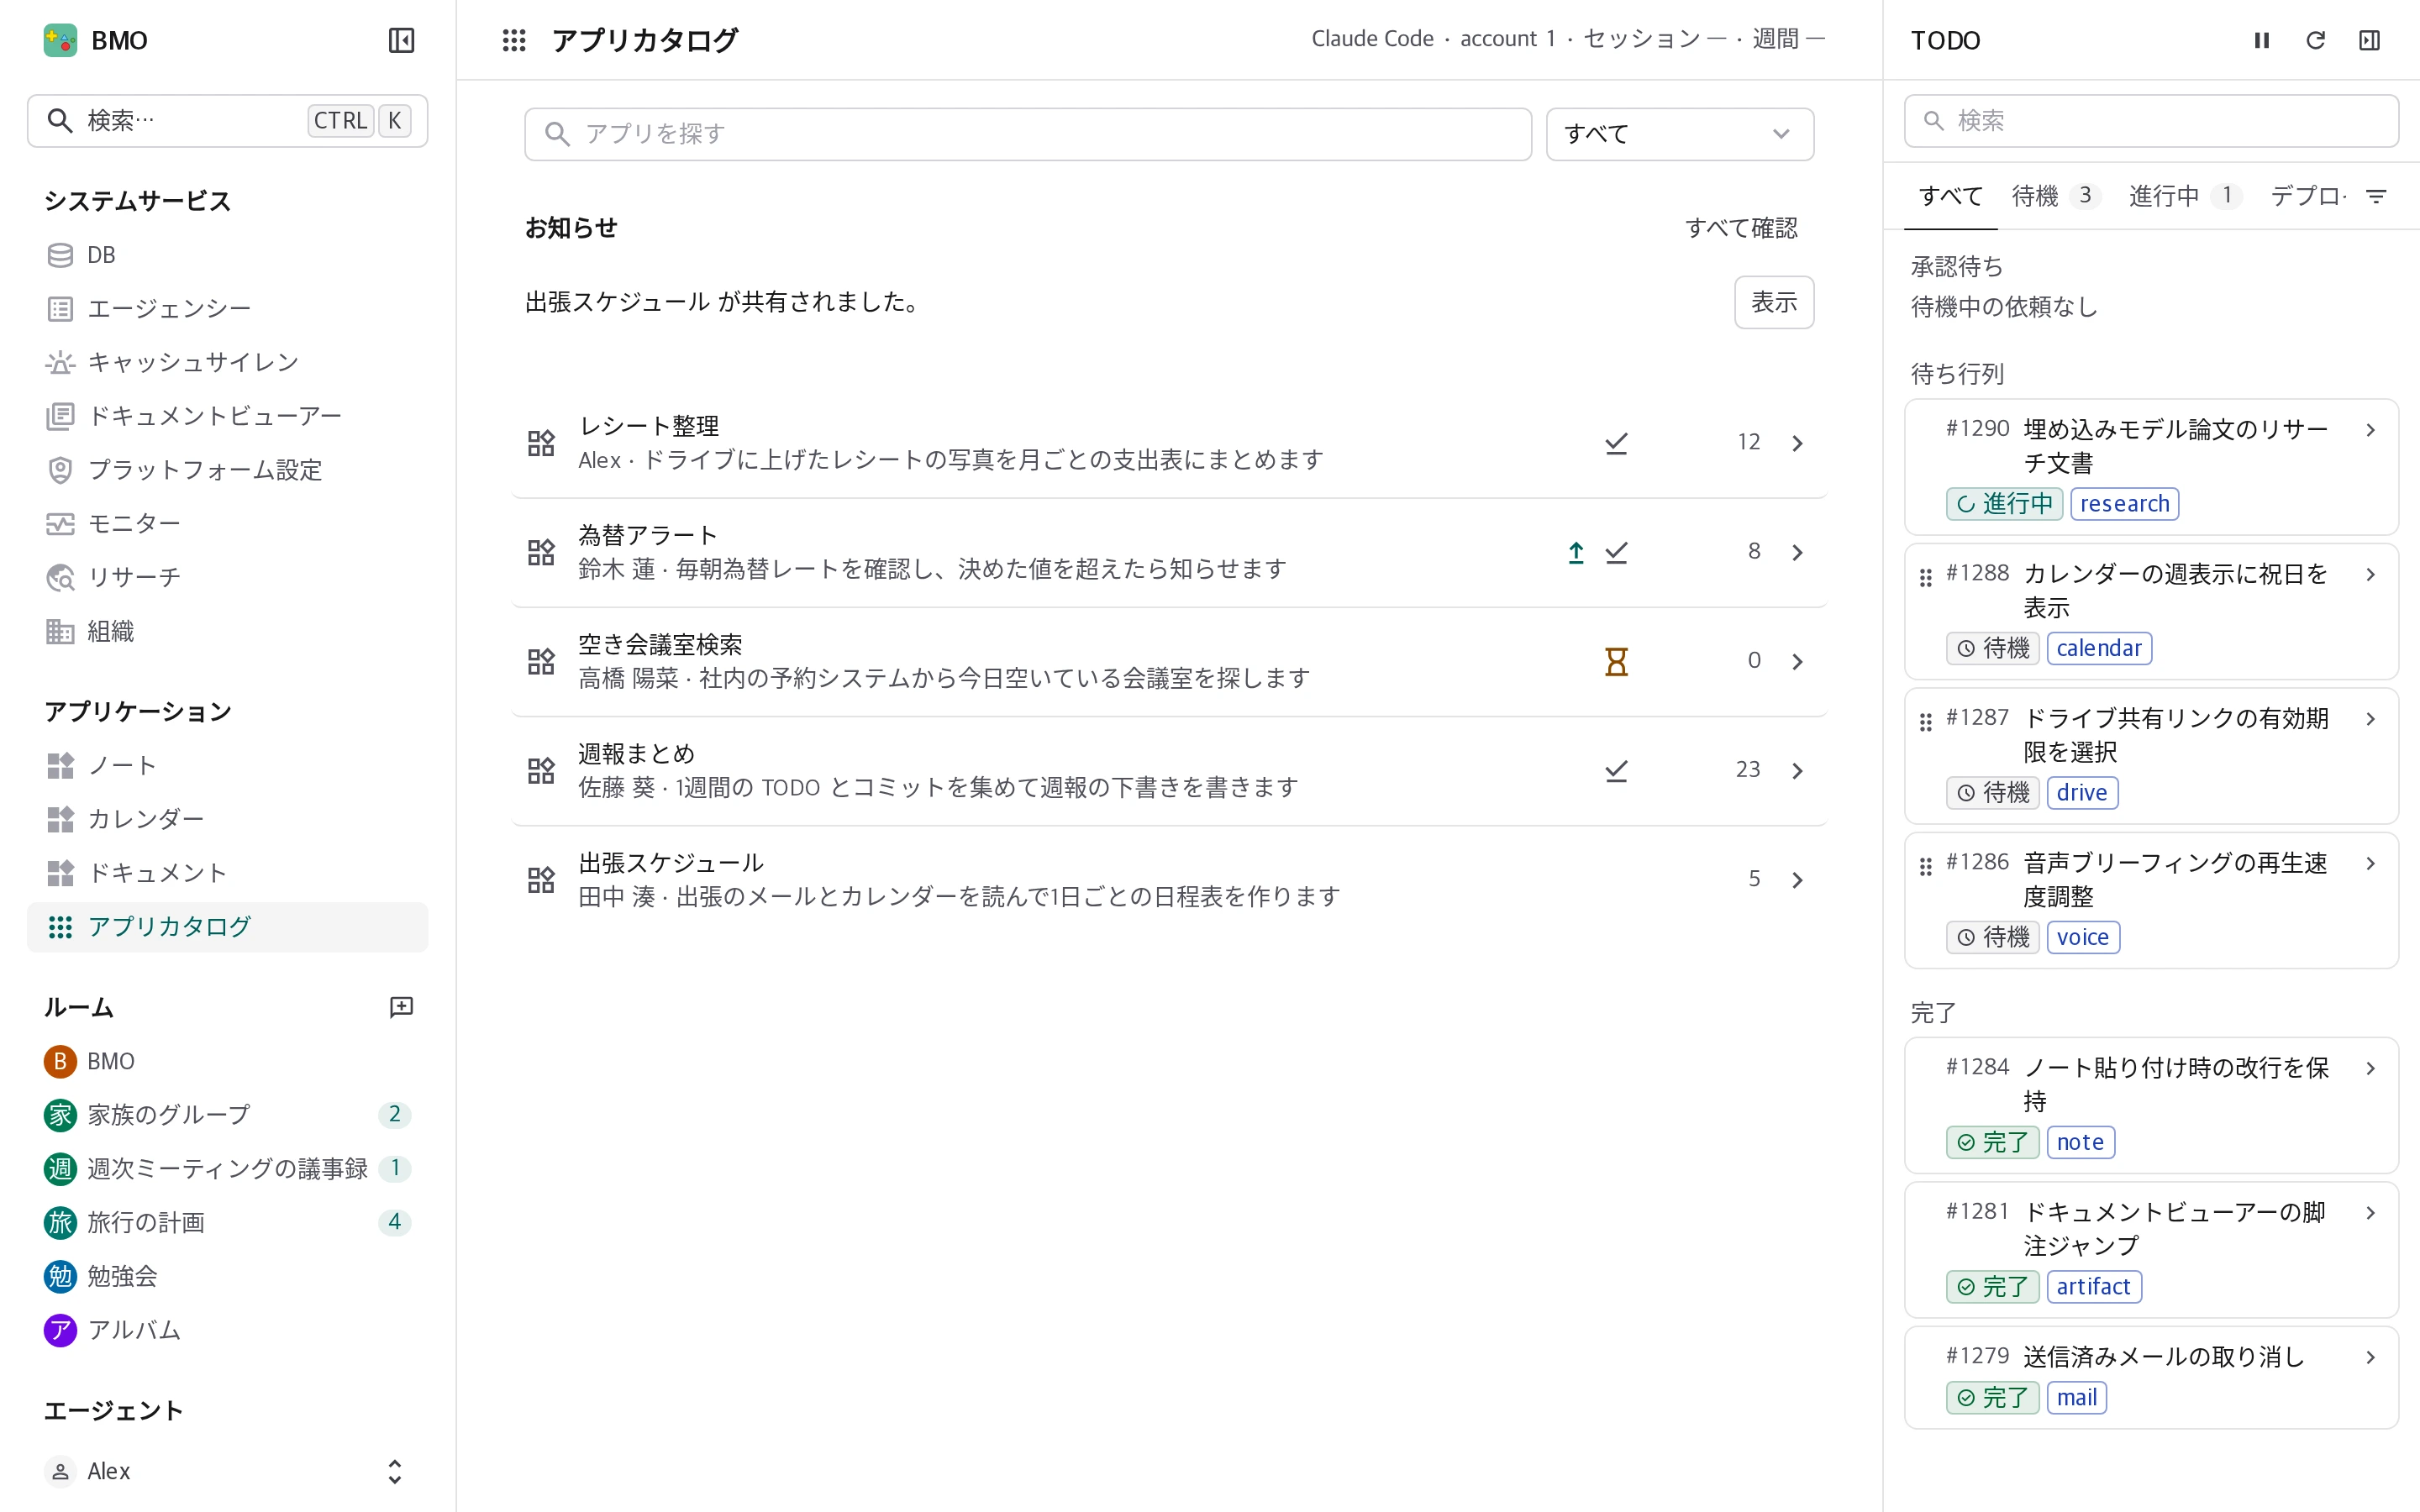 BMO
検索…
CTRL K
システムサービス
DB
エージェンシー
キャッシュサイレン
ドキュメントビューアー
プラットフォーム設定
モニター
リサーチ
組織
アプリケーション
ノート
カレンダー
ドキュメント
アプリカタログ
ルーム
B BMO
家 家族のグループ 2
週 週次ミーティングの議事録 1
旅 旅行の計画 4
勉 勉強会
ア アルバム
エージェント
Alex
アプリカタログ
Claude Code · account 1 · セッション — · 週間 —
アプリを探す
すべて
お知らせ
すべて確認
出張スケジュール が共有されました。
表示
レシート整理
Alex · ドライブに上げたレシートの写真を月ごとの支出表にまとめます
12
為替アラート
鈴木 蓮 · 毎朝為替レートを確認し、決めた値を超えたら知らせます
8
空き会議室検索
高橋 陽菜 · 社内の予約システムから今日空いている会議室を探します
0
週報まとめ
佐藤 葵 · 1週間の TODO とコミットを集めて週報の下書きを書きます
23
出張スケジュール
田中 湊 · 出張のメールとカレンダーを読んで1日ごとの日程表を作ります
5
TODO
検索
すべて 待機 3 進行中 1 デプロ
承認待ち
待機中の依頼なし
待ち行列
#1290 埋め込みモデル論文のリサー
チ文書
進行中 research
#1288 カレンダーの週表示に祝日を
表示
待機 calendar
#1287 ドライブ共有リンクの有効期
限を選択
待機 drive
#1286 音声ブリーフィングの再生速
度調整
待機 voice
完了
#1284 ノート貼り付け時の改行を保
持
完了 note
#1281 ドキュメントビューアーの脚
注ジャンプ
完了 artifact
#1279 送信済みメールの取り消し
完了 mail